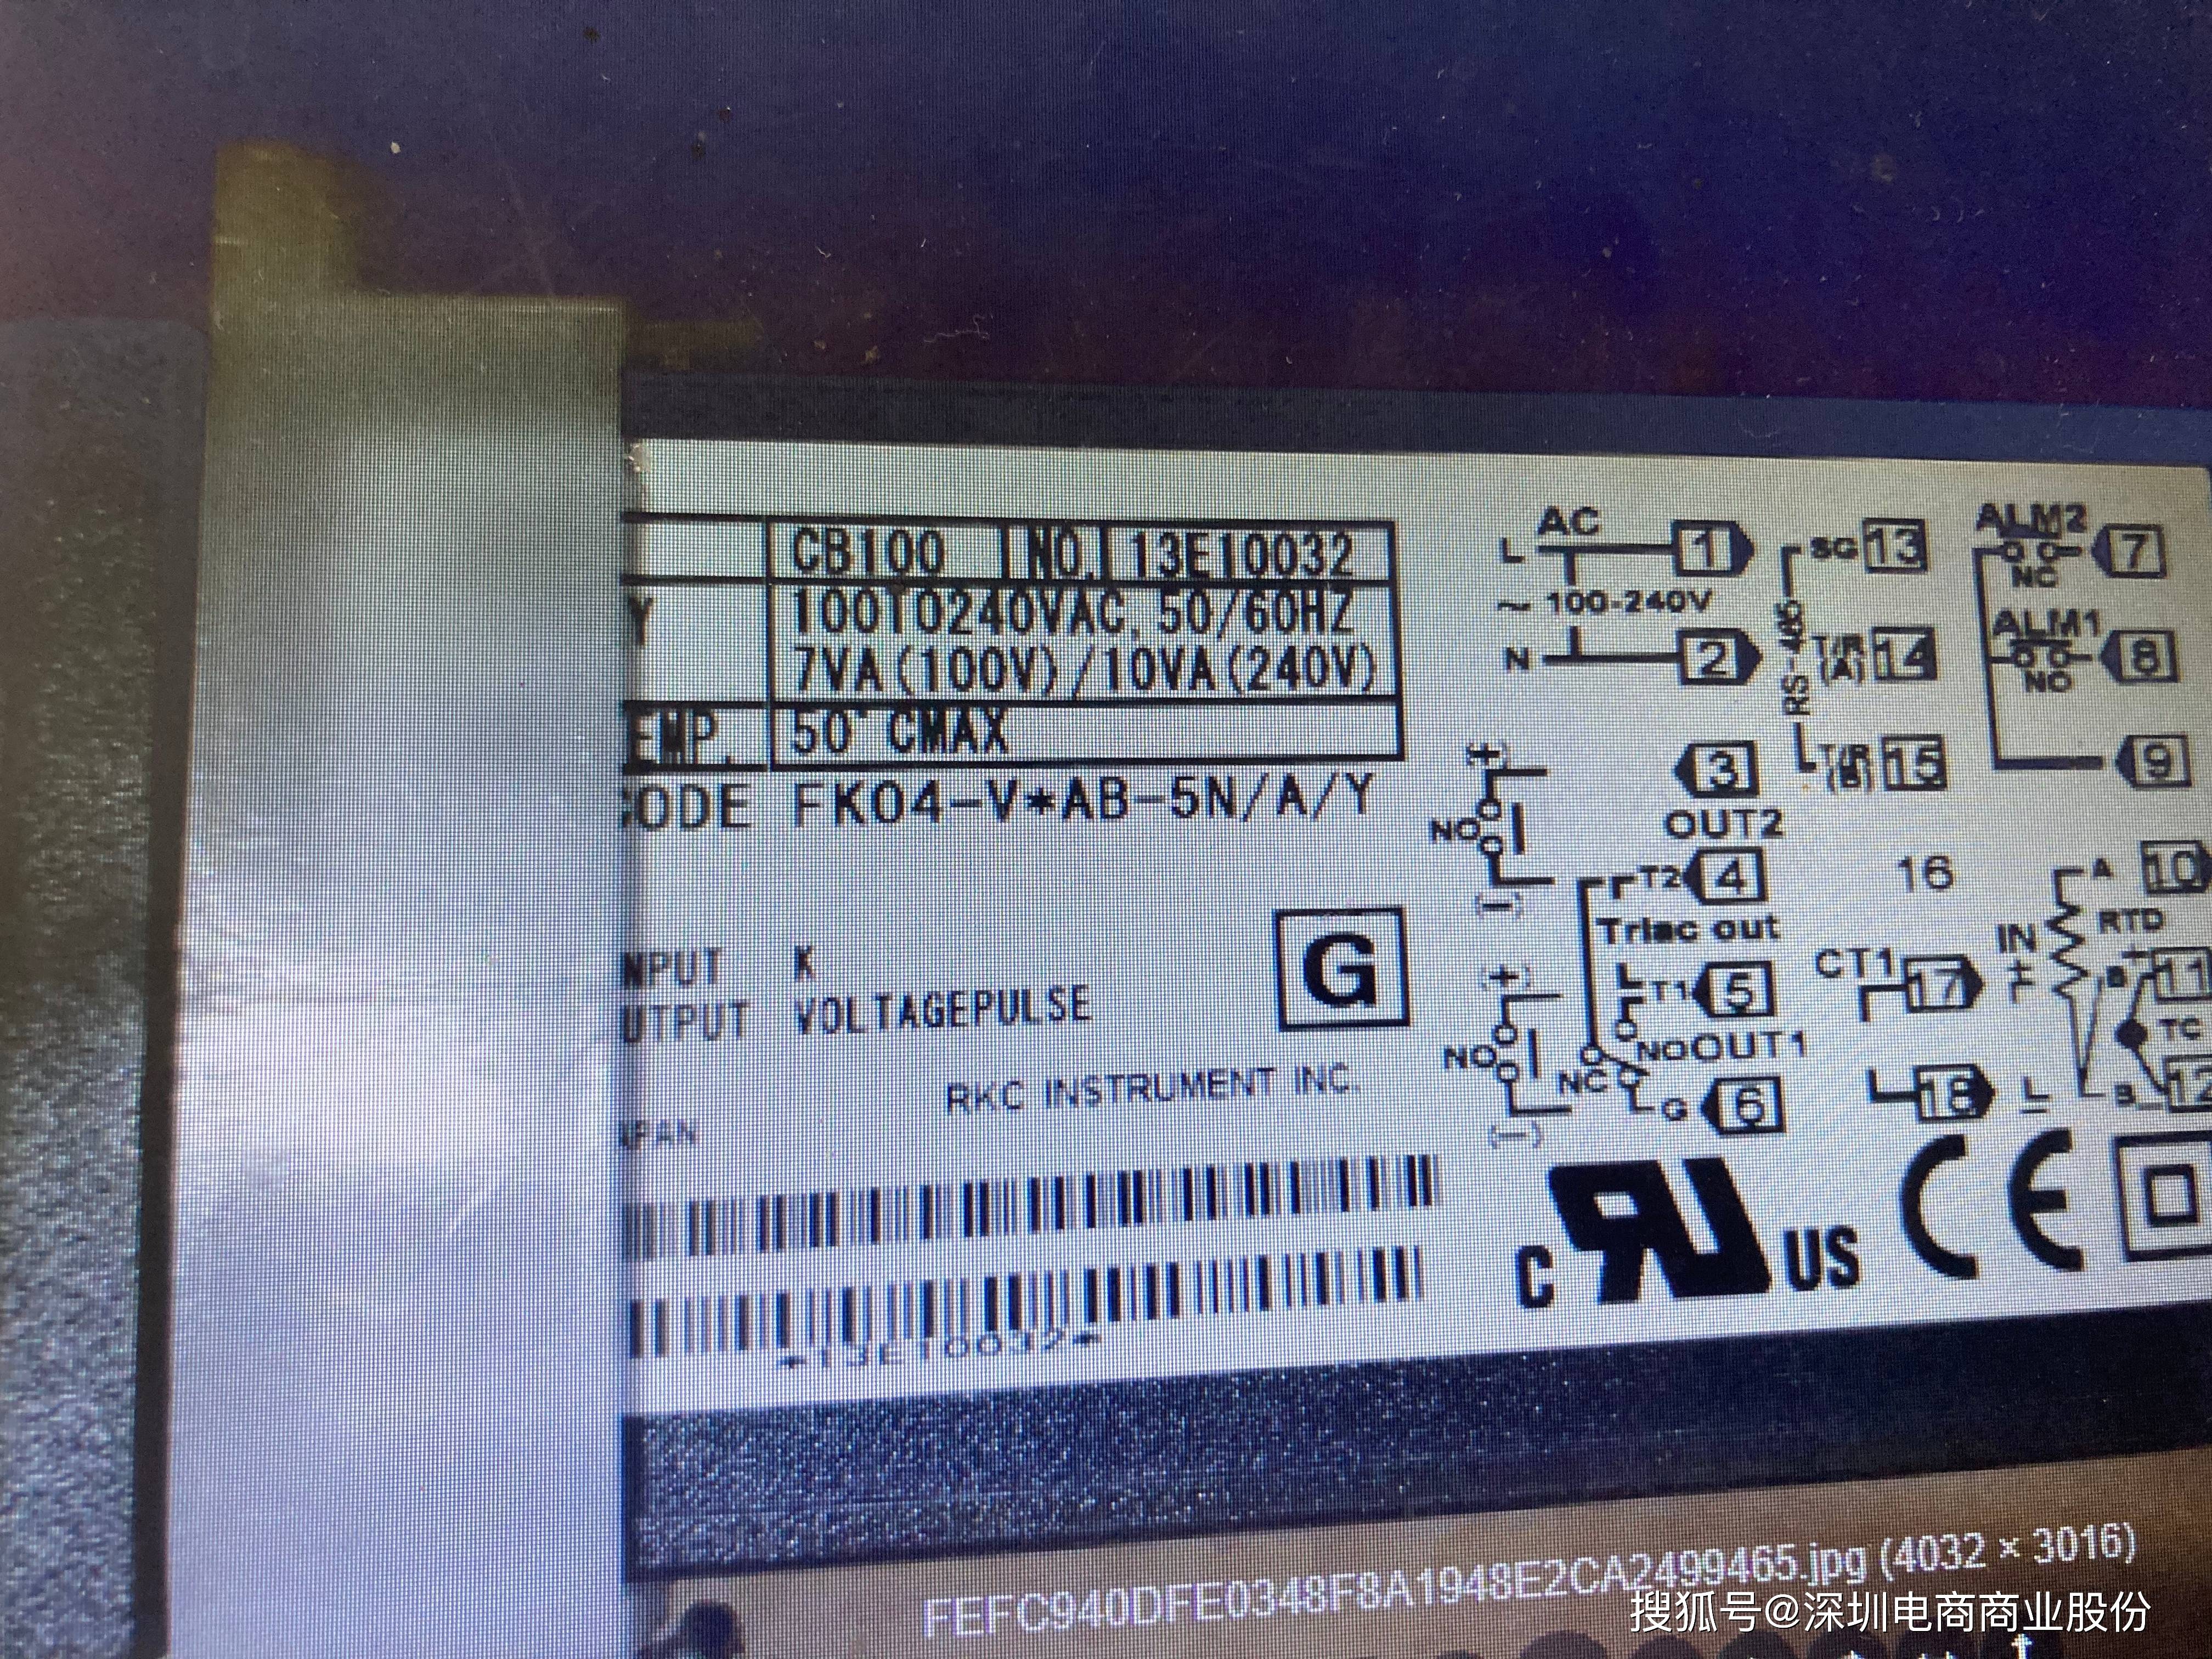 CB100 NO. 13E10032
Y 100TO240VAC, 50/60HZ
7VA(100V)/10VA(240V)
EMP. 50°CMAX
CODE FK04-V*AB-5N/A/Y
NPUT K
UTPUT VOLTAGEPULSE
G
RKC INSTRUMENT INC.
APAN
*13E10032*
AC
L 1
~ 100-240V
N 2
3
OUT2
T2 4
Triac out
T1 5
NO OUT1
NC
G 6
(+)
NO
(-)
(+)
NO
(-)
RS-485
SG 13
T/R(A) 14
15
16
CT1 17
18
ALM2 7
NC
ALM1 8
NO
9
IN
A 10
RTD
B + 11
TC
B - 12
C RU US CE
FEFC940DFE0348F8A1948E2CA2499465.jpg (4032 × 3016)
搜狐号@深圳电商商业股份